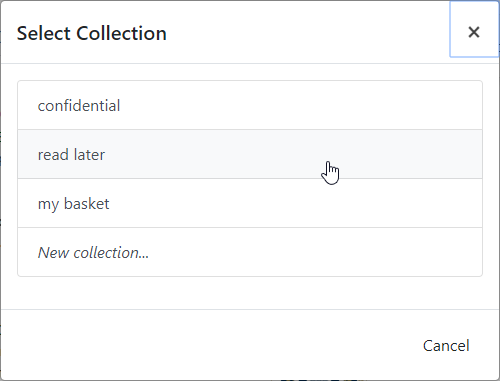 Select Collection
×
confidential
read later
my basket
New collection...
Cancel